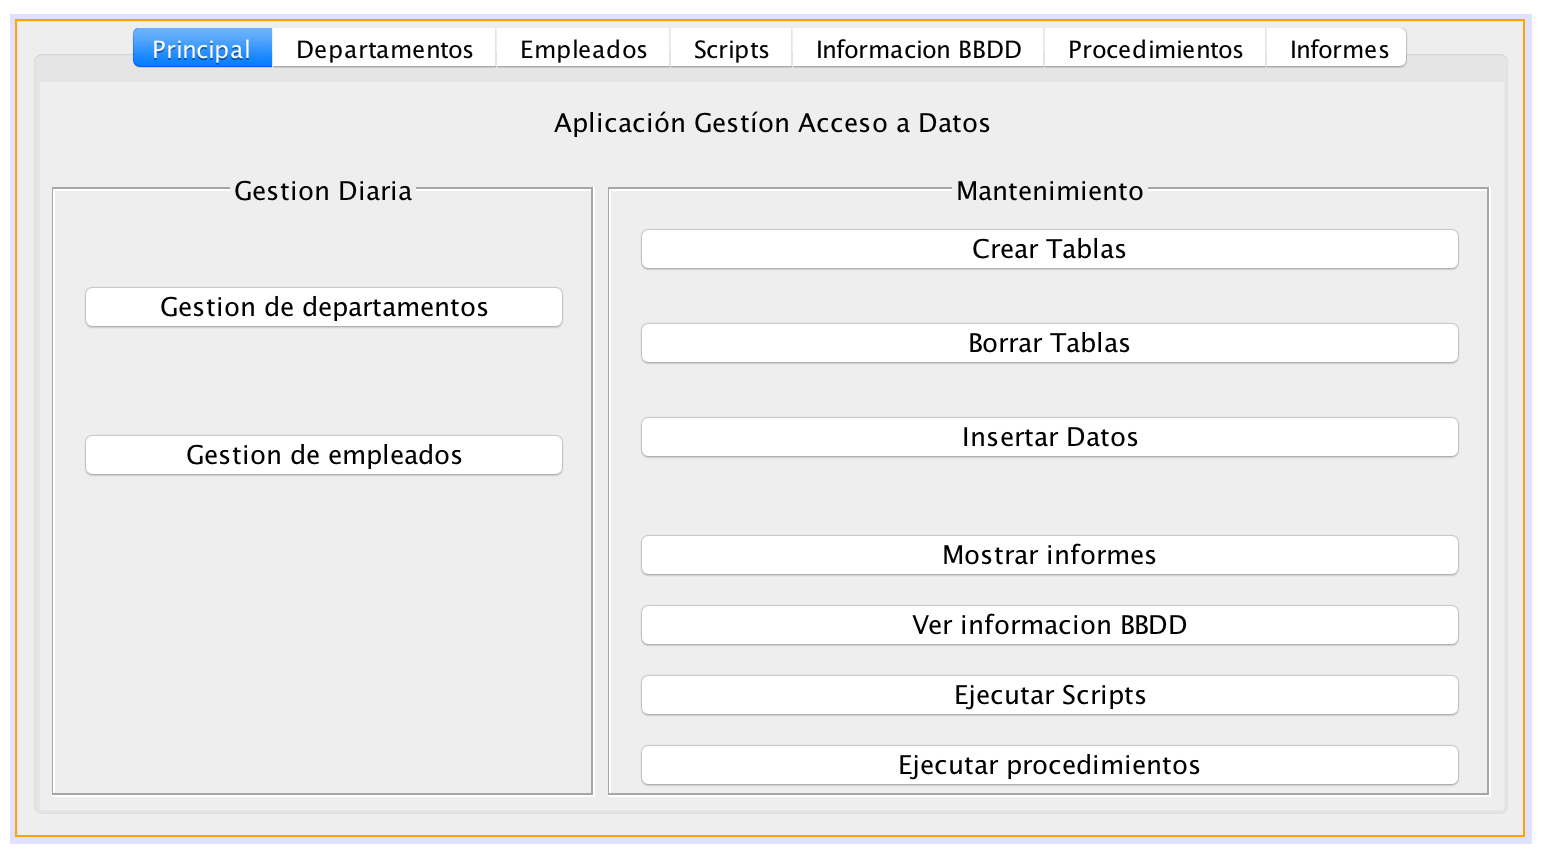 Principal Departamentos Empleados Scripts Informacion BBDD Procedimientos Informes
Aplicación Gestíon Acceso a Datos
Gestion Diaria
Gestion de departamentos
Gestion de empleados
Mantenimiento
Crear Tablas
Borrar Tablas
Insertar Datos
Mostrar informes
Ver informacion BBDD
Ejecutar Scripts
Ejecutar procedimientos